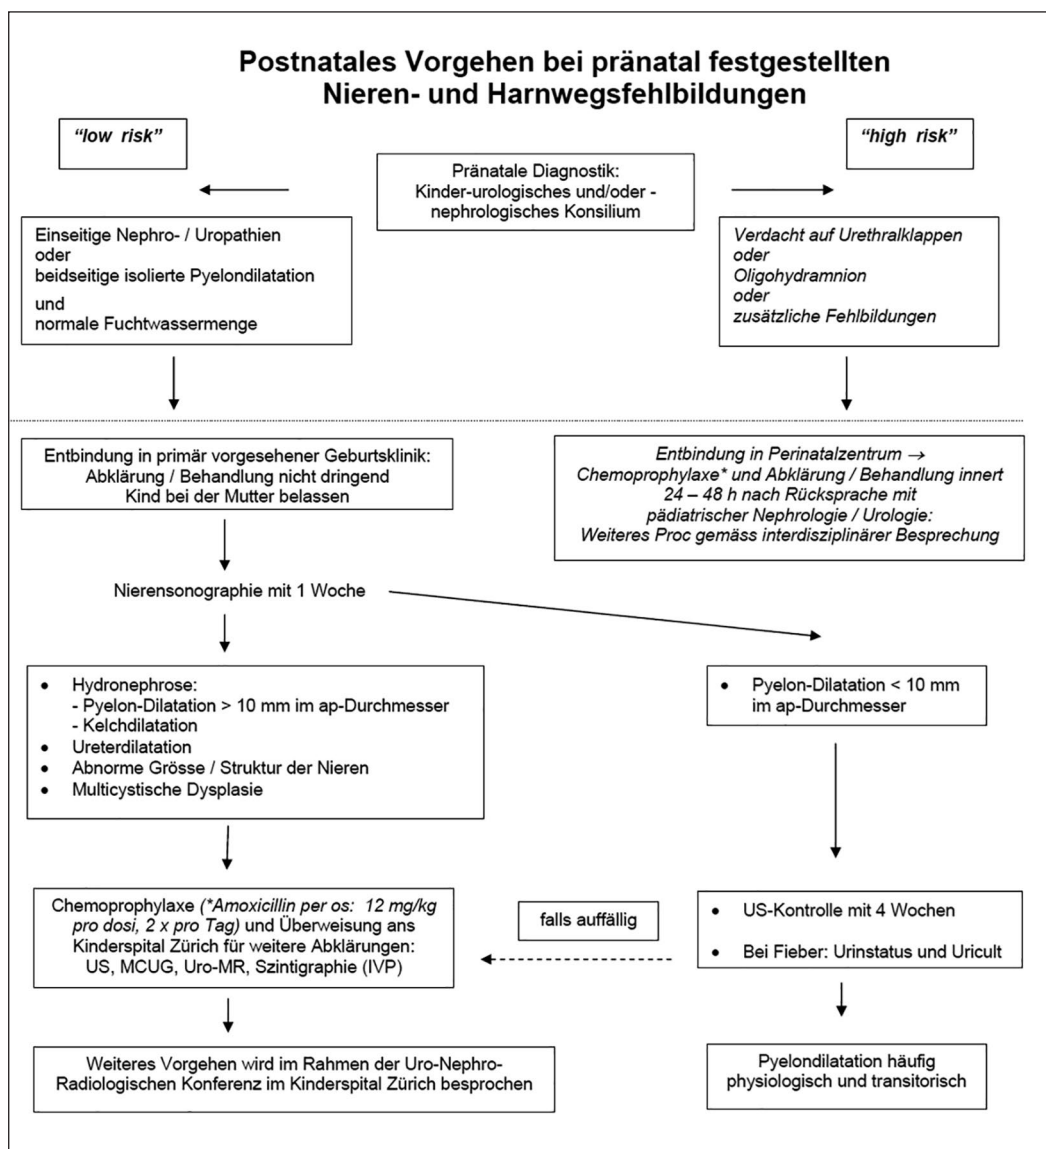 Postnatales Vorgehen bei pränatal festgestellten
Nieren- und Harnwegsfehlbildungen
“low risk”
“high risk”
Pränatale Diagnostik:
Kinder-urologisches und/oder -
nephrologisches Konsilium
Einseitige Nephro- / Uropathien
oder
beidseitige isolierte Pyelondilatation
und
normale Fuchtwassermenge
Verdacht auf Urethralklappen
oder
Oligohydramnion
oder
zusätzliche Fehlbildungen
Entbindung in primär vorgesehener Geburtsklinik:
Abklärung / Behandlung nicht dringend
Kind bei der Mutter belassen
Entbindung in Perinatalzentrum →
Chemoprophylaxe* und Abklärung / Behandlung innert
24 – 48 h nach Rücksprache mit
pädiatrischer Nephrologie / Urologie:
Weiteres Proc gemäss interdisziplinärer Besprechung
Nierensonographie mit 1 Woche
• Hydronephrose:
- Pyelon-Dilatation > 10 mm im ap-Durchmesser
- Kelchdilatation
• Ureterdilatation
• Abnorme Grösse / Struktur der Nieren
• Multicystische Dysplasie
• Pyelon-Dilatation < 10 mm
im ap-Durchmesser
Chemoprophylaxe (*Amoxicillin per os: 12 mg/kg
pro dosi, 2 x pro Tag) und Überweisung ans
Kinderspital Zürich für weitere Abklärungen:
US, MCUG, Uro-MR, Szintigraphie (IVP)
falls auffällig
• US-Kontrolle mit 4 Wochen
• Bei Fieber: Urinstatus und Uricult
Weiteres Vorgehen wird im Rahmen der Uro-Nephro-
Radiologischen Konferenz im Kinderspital Zürich besprochen
Pyelondilatation häufig
physiologisch und transitorisch